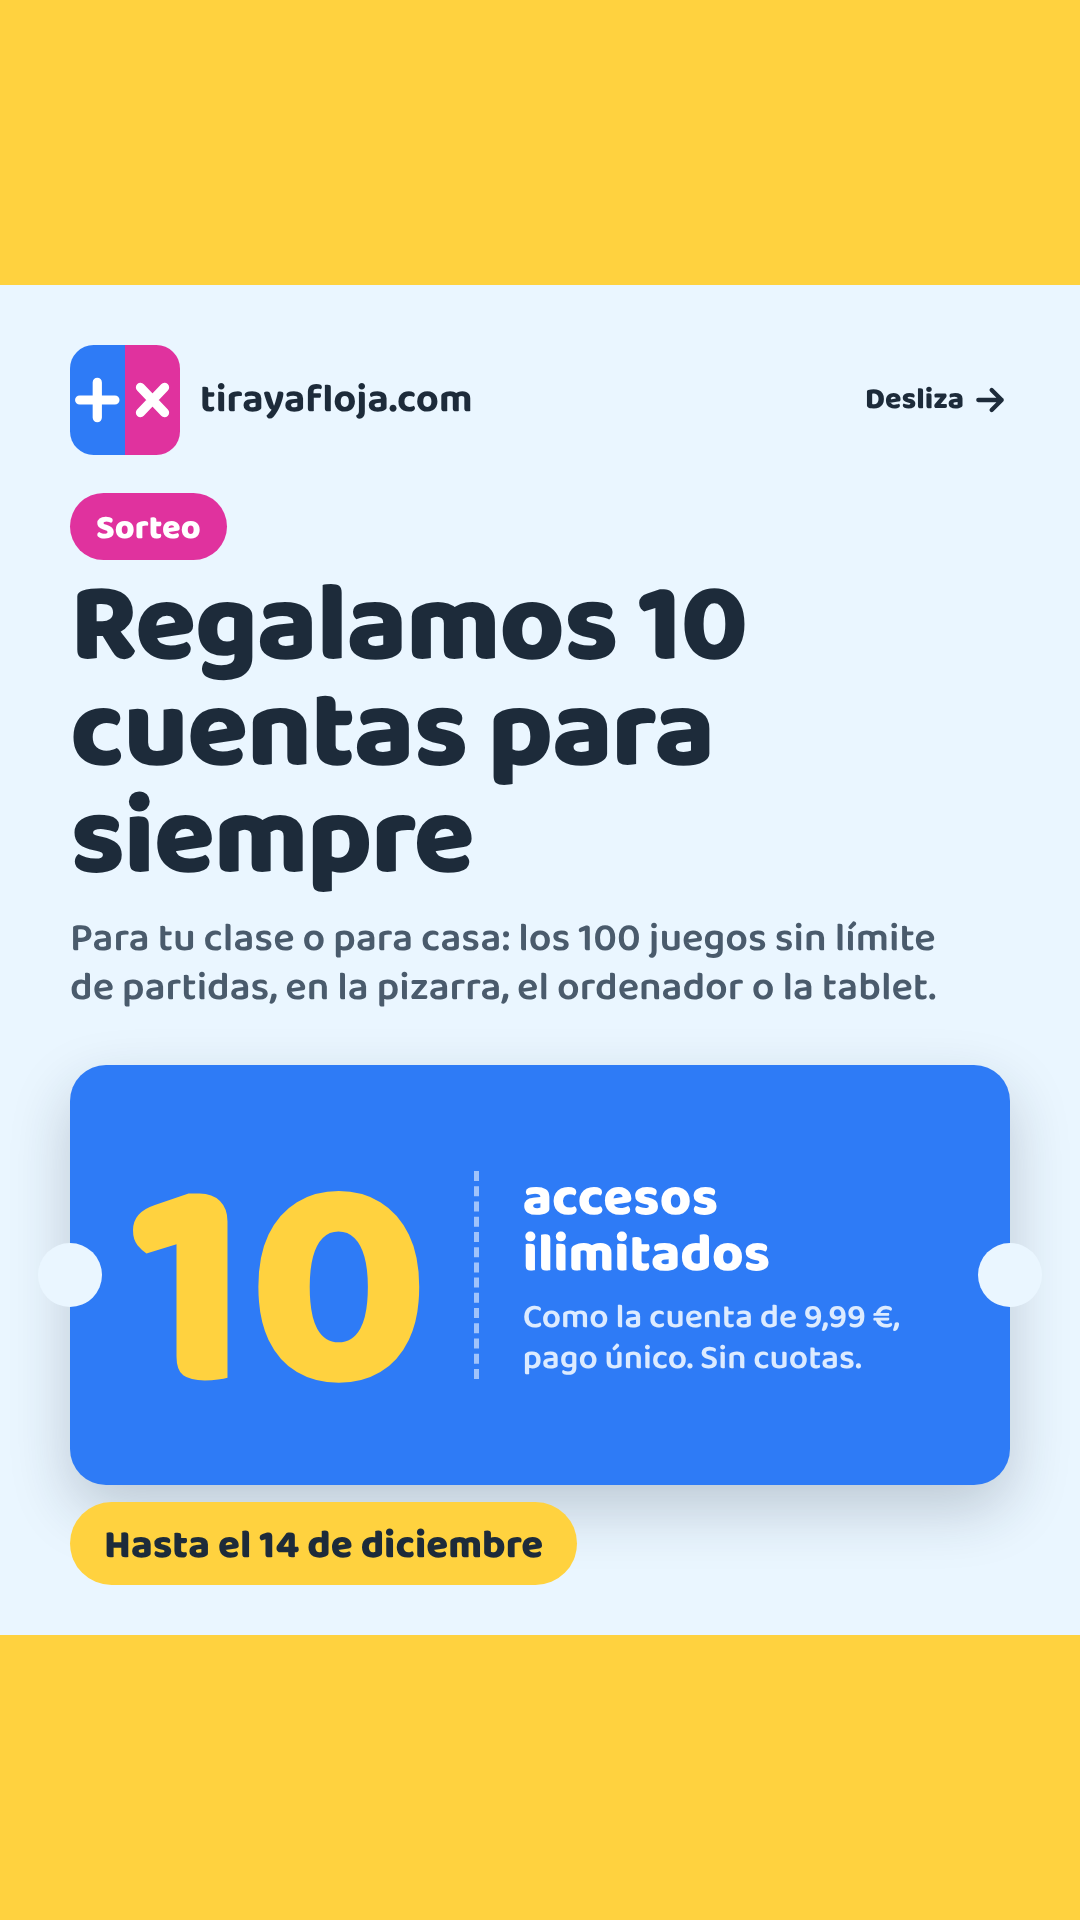 tirayafloja.com
Desliza →
Sorteo
Regalamos 10
cuentas para
siempre
Para tu clase o para casa: los 100 juegos sin límite
de partidas, en la pizarra, el ordenador o la tablet.
10
accesos
ilimitados
Como la cuenta de 9,99 €,
pago único. Sin cuotas.
Hasta el 14 de diciembre